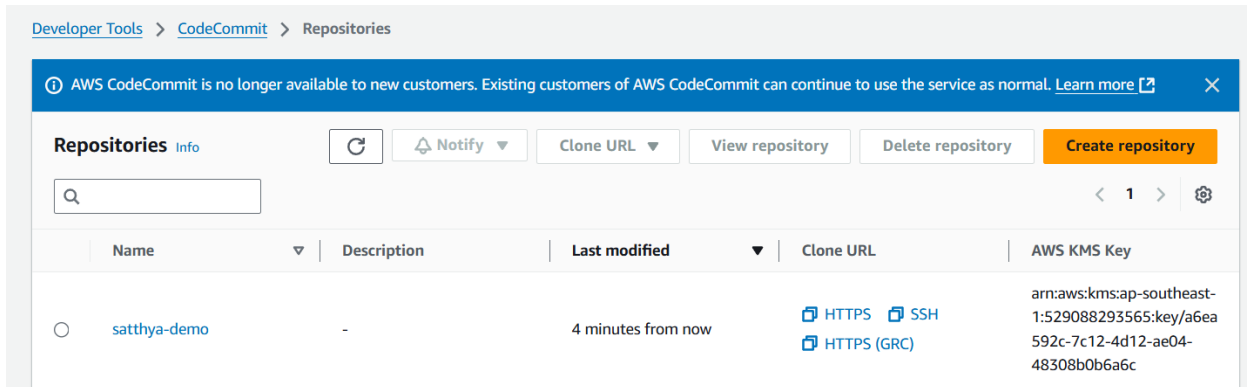 Developer Tools > CodeCommit > Repositories
AWS CodeCommit is no longer available to new customers. Existing customers of AWS CodeCommit can continue to use the service as normal. Learn more
Repositories Info Notify Clone URL View repository Delete repository Create repository
< 1 >
Name Description Last modified Clone URL AWS KMS Key
satthya-demo - 4 minutes from now HTTPS SSH
HTTPS (GRC)
arn:aws:kms:ap-southeast-
1:529088293565:key/a6ea
592c-7c12-4d12-ae04-
48308b0b6a6c